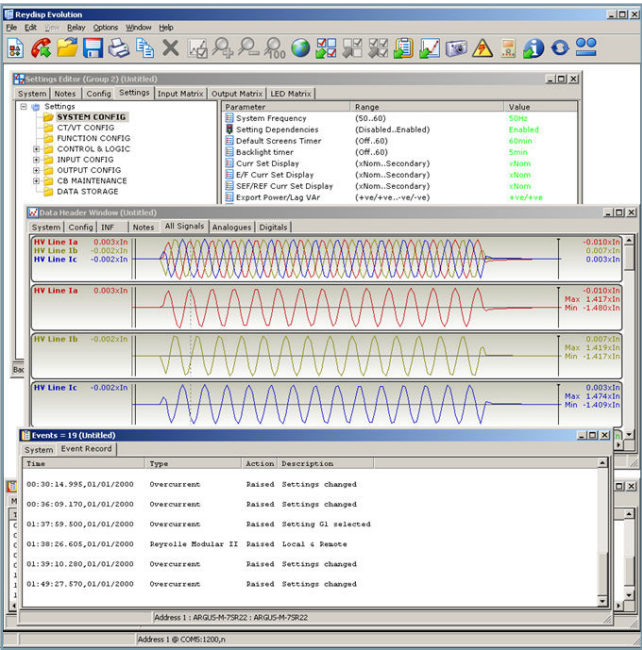 Reydisp Evolution
File Edit View Relay Options Window Help
Settings Editor (Group 2) (Untitled)
System Notes Config Settings Input Matrix Output Matrix LED Matrix
Settings
SYSTEM CONFIG
CT/VT CONFIG
FUNCTION CONFIG
CONTROL & LOGIC
INPUT CONFIG
OUTPUT CONFIG
CB MAINTENANCE
DATA STORAGE
Parameter Range Value
System Frequency (50..60) 50Hz
Setting Dependencies (Disabled..Enabled) Enabled
Default Screens Timer (Off..60) 60min
Backlight timer (Off..60) 5min
Curr Set Display (xNom..Secondary) xNom
E/F Curr Set Display (xNom..Secondary) xNom
SEF/REF Curr Set Display (xNom..Secondary) xNom
Export Power/Lag VAr (+ve/+ve..-ve/-ve) +ve/+ve
Data Header Window (Untitled)
System Config INF Notes All Signals Analogues Digitals
HV Line Ia 0.003xIn -0.010xIn
HV Line Ib -0.002xIn 0.007xIn
HV Line Ic -0.002xIn 0.003xIn
HV Line Ia 0.003xIn -0.010xIn
Max 1.417xIn
Min -1.480xIn
HV Line Ib -0.002xIn 0.007xIn
Max 1.419xIn
Min -1.417xIn
HV Line Ic -0.002xIn 0.003xIn
Max 1.474xIn
Min -1.409xIn
Events = 19 (Untitled)
System Event Record
Time Type Action Description
00:30:14.995,01/01/2000 Overcurrent Raised Settings changed
00:36:09.170,01/01/2000 Overcurrent Raised Settings changed
01:37:59.500,01/01/2000 Overcurrent Raised Setting G1 selected
01:38:26.605,01/01/2000 Reyrolle Modular II Raised Local & Remote
01:39:10.280,01/01/2000 Overcurrent Raised Settings changed
01:49:27.570,01/01/2000 Overcurrent Raised Settings changed
Address 1 : ARGUS-M-7SR22 : ARGUS-M-7SR22
Address 1 @ COM5:1200,n